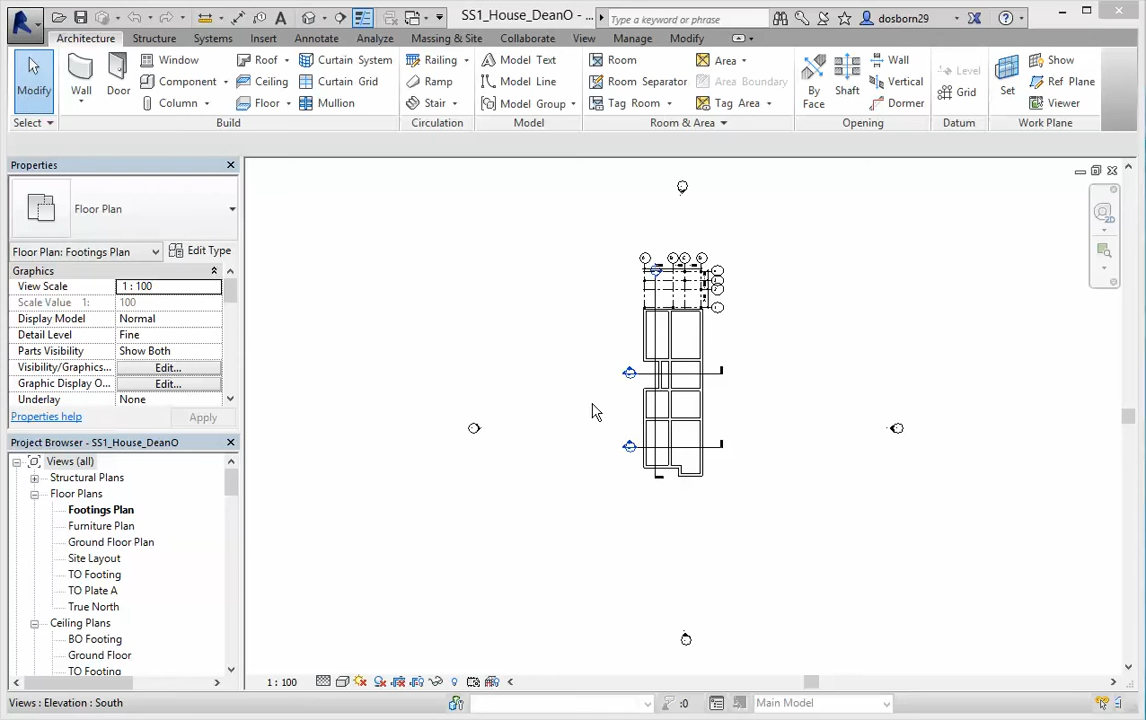 SS1_House_DeanO - ...
Type a keyword or phrase
dosborn29
Architecture Structure Systems Insert Annotate Analyze Massing & Site Collaborate View Manage Modify
Modify
Wall
Door
Window
Component
Column
Roof
Ceiling
Floor
Curtain System
Curtain Grid
Mullion
Railing
Ramp
Stair
Model Text
Model Line
Model Group
Room
Room Separator
Tag Room
Area
Area Boundary
Tag Area
By Face
Shaft
Wall
Vertical
Dormer
Level
Grid
Set
Show
Ref Plane
Viewer
Select Build Circulation Model Room & Area Opening Datum Work Plane
Properties
Floor Plan
Floor Plan: Footings Plan Edit Type
Graphics
View Scale 1 : 100
Scale Value 1: 100
Display Model Normal
Detail Level Fine
Parts Visibility Show Both
Visibility/Graphics... Edit...
Graphic Display O... Edit...
Underlay None
Properties help Apply
Project Browser - SS1_House_DeanO
Views (all)
Structural Plans
Floor Plans
Footings Plan
Furniture Plan
Ground Floor Plan
Site Layout
TO Footing
TO Plate A
True North
Ceiling Plans
BO Footing
Ground Floor
TO Footing
1 : 100
Views : Elevation : South
:0
Main Model
2D